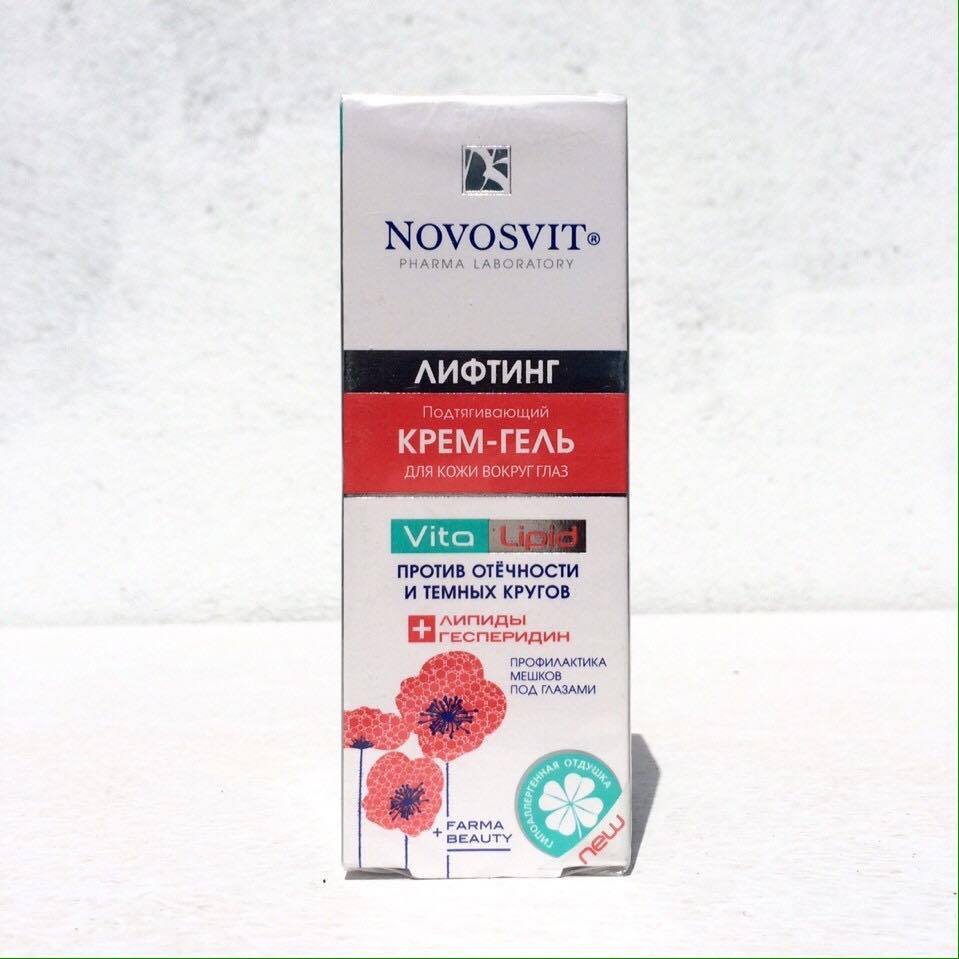 NOVOSVIT®
PHARMA LABORATORY
ЛИФТИНГ
Подтягивающий
КРЕМ-ГЕЛЬ
ДЛЯ КОЖИ ВОКРУГ ГЛАЗ
Vita Lipid
ПРОТИВ ОТЁЧНОСТИ
И ТЕМНЫХ КРУГОВ
+ ЛИПИДЫ
ГЕСПЕРИДИН
ПРОФИЛАКТИКА
МЕШКОВ
ПОД ГЛАЗАМИ
ГИПОАЛЛЕРГЕННАЯ ОТДУШКА
new
+ FARMA
BEAUTY